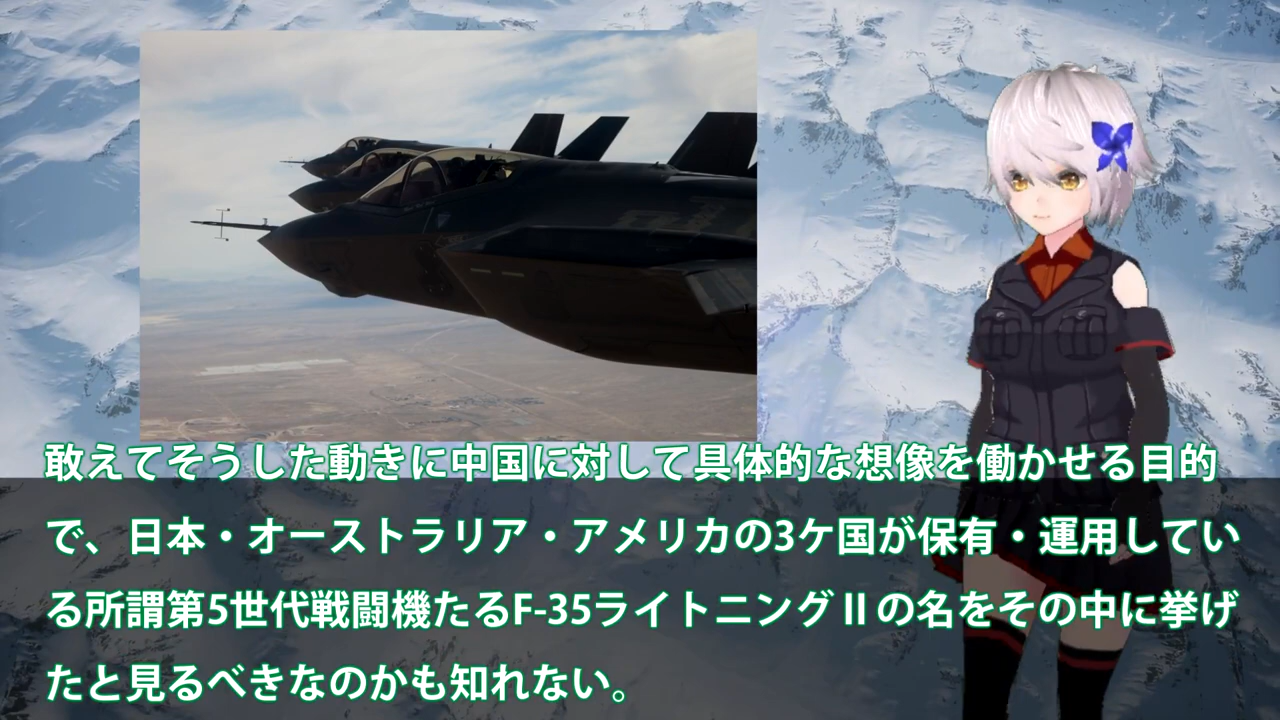 敢えてそうした動きに中国に対して具体的な想像を働かせる目的
で、日本・オーストラリア・アメリカの3ケ国が保有・運用してい
る所謂第5世代戦闘機たるF-35ライトニングⅡの名をその中に挙げ
たと見るべきなのかも知れない。